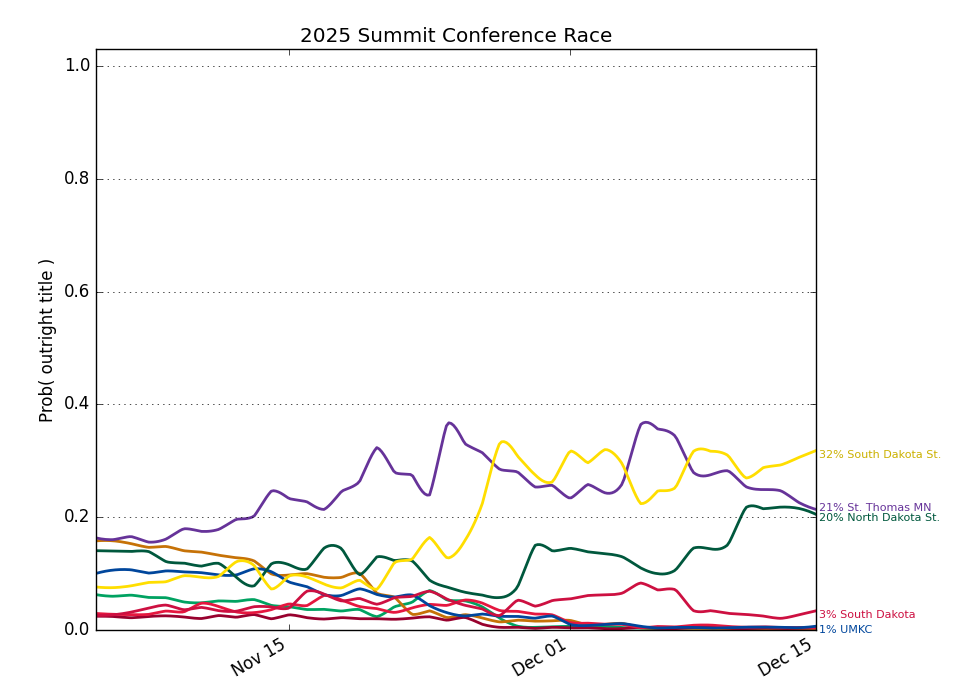 2025 Summit Conference Race
Prob( outright title )
1.0
0.8
0.6
0.4
0.2
0.0
32% South Dakota St.
21% St. Thomas MN
20% North Dakota St.
3% South Dakota
1% UMKC
Nov 15
Dec 01
Dec 15